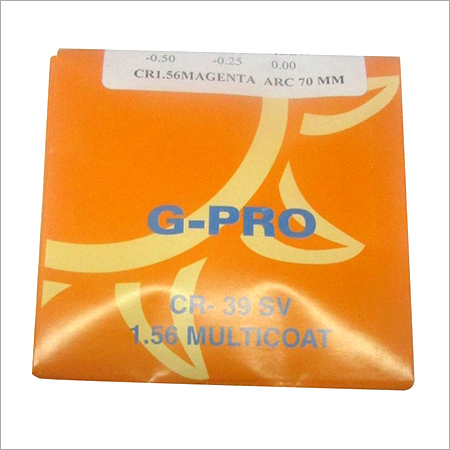 -0.50 -0.25 0.00
CR1.56MAGENTA ARC 70 MM
G-PRO
CR- 39 SV
1.56 MULTICOAT